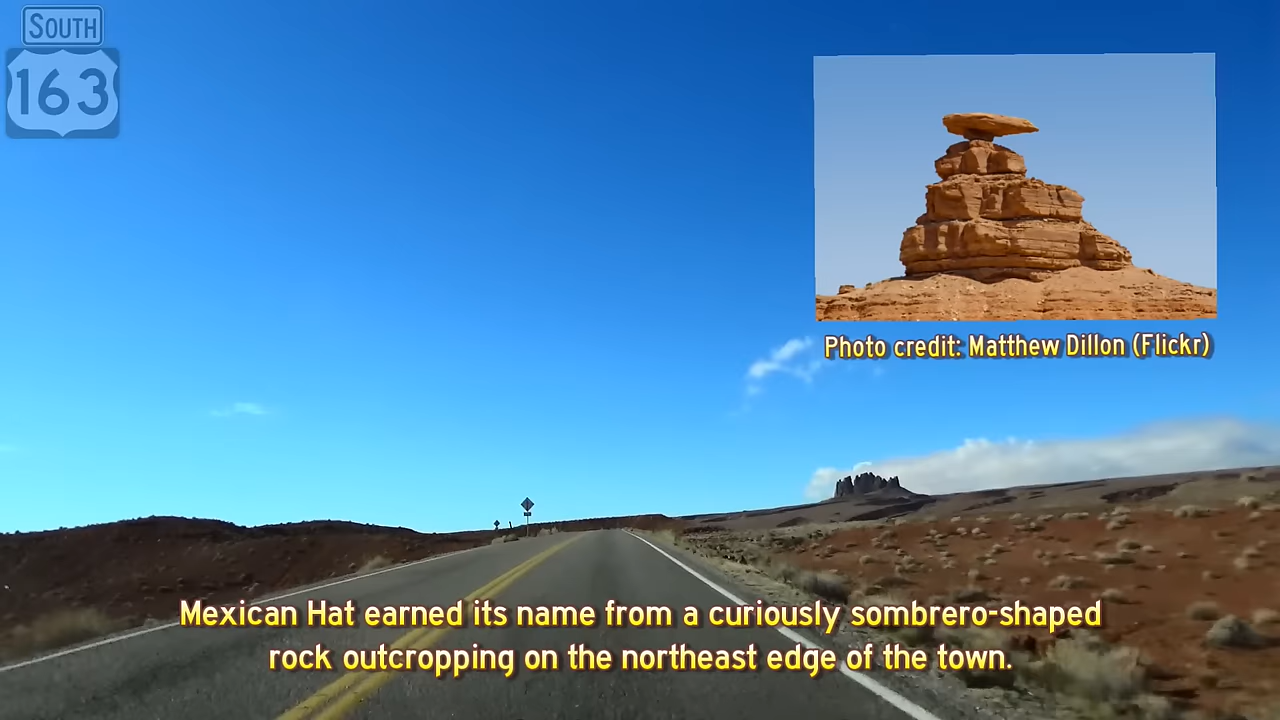 SOUTH
163
Photo credit: Matthew Dillon (Flickr)
Mexican Hat earned its name from a curiously sombrero-shaped
rock outcropping on the northeast edge of the town.